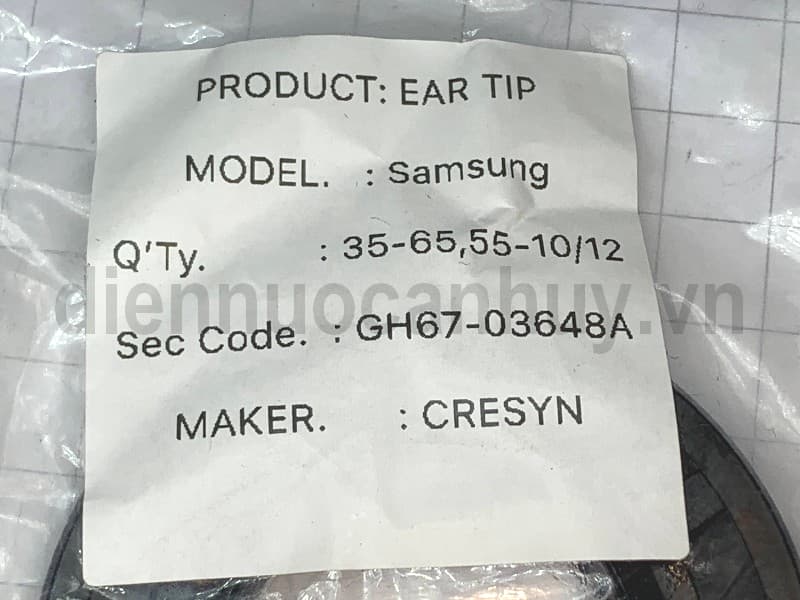 PRODUCT: EAR TIP
MODEL. : Samsung
Q'Ty. : 35-65,55-10/12
diennuocanhuy.vn
Sec Code. : GH67-03648A
MAKER. : CRESYN